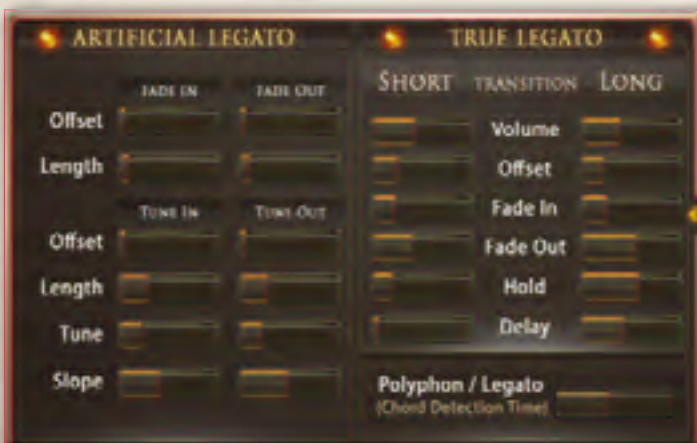 ARTIFICIAL LEGATO
FADE IN FADE OUT
Offset
Length
TUNE IN TUNE OUT
Offset
Length
Tune
Slope
TRUE LEGATO
SHORT TRANSITION LONG
Volume
Offset
Fade In
Fade Out
Hold
Delay
Polyphon / Legato
(Chord Detection Time)